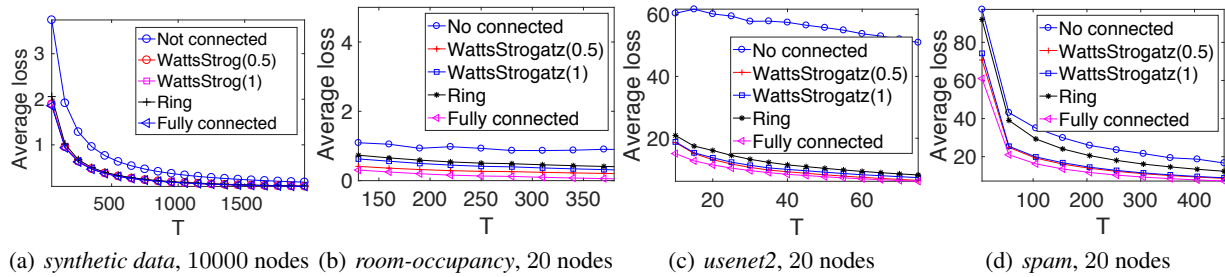 Average loss
3
2
1
500
1000
1500
T
Not connected
WattsStrog(0.5)
WattsStrog(1)
Ring
Fully connected
(a) synthetic data, 10000 nodes
Average loss
4
2
0
150
200
250
300
350
T
No connected
WattsStrogatz(0.5)
WattsStrogatz(1)
Ring
Fully connected
(b) room-occupancy, 20 nodes
Average loss
60
40
20
20
40
60
T
No connected
WattsStrogatz(0.5)
WattsStrogatz(1)
Ring
Fully connected
(c) usenet2, 20 nodes
Average loss
80
60
40
20
100
200
300
400
T
No connected
WattsStrogatz(0.5)
WattsStrogatz(1)
Ring
Fully connected
(d) spam, 20 nodes